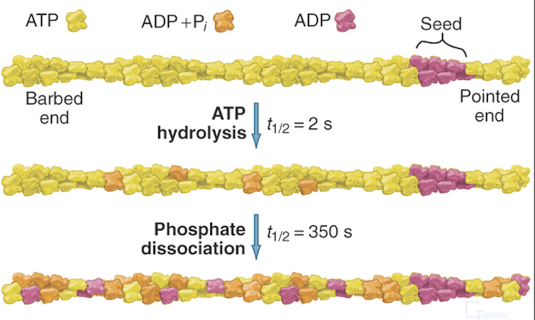 ATP
ADP+Pi
ADP
Seed
Barbed
end
Pointed
end
ATP
hydrolysis
t1/2 = 2 s
Phosphate
dissociation
t1/2 = 350 s